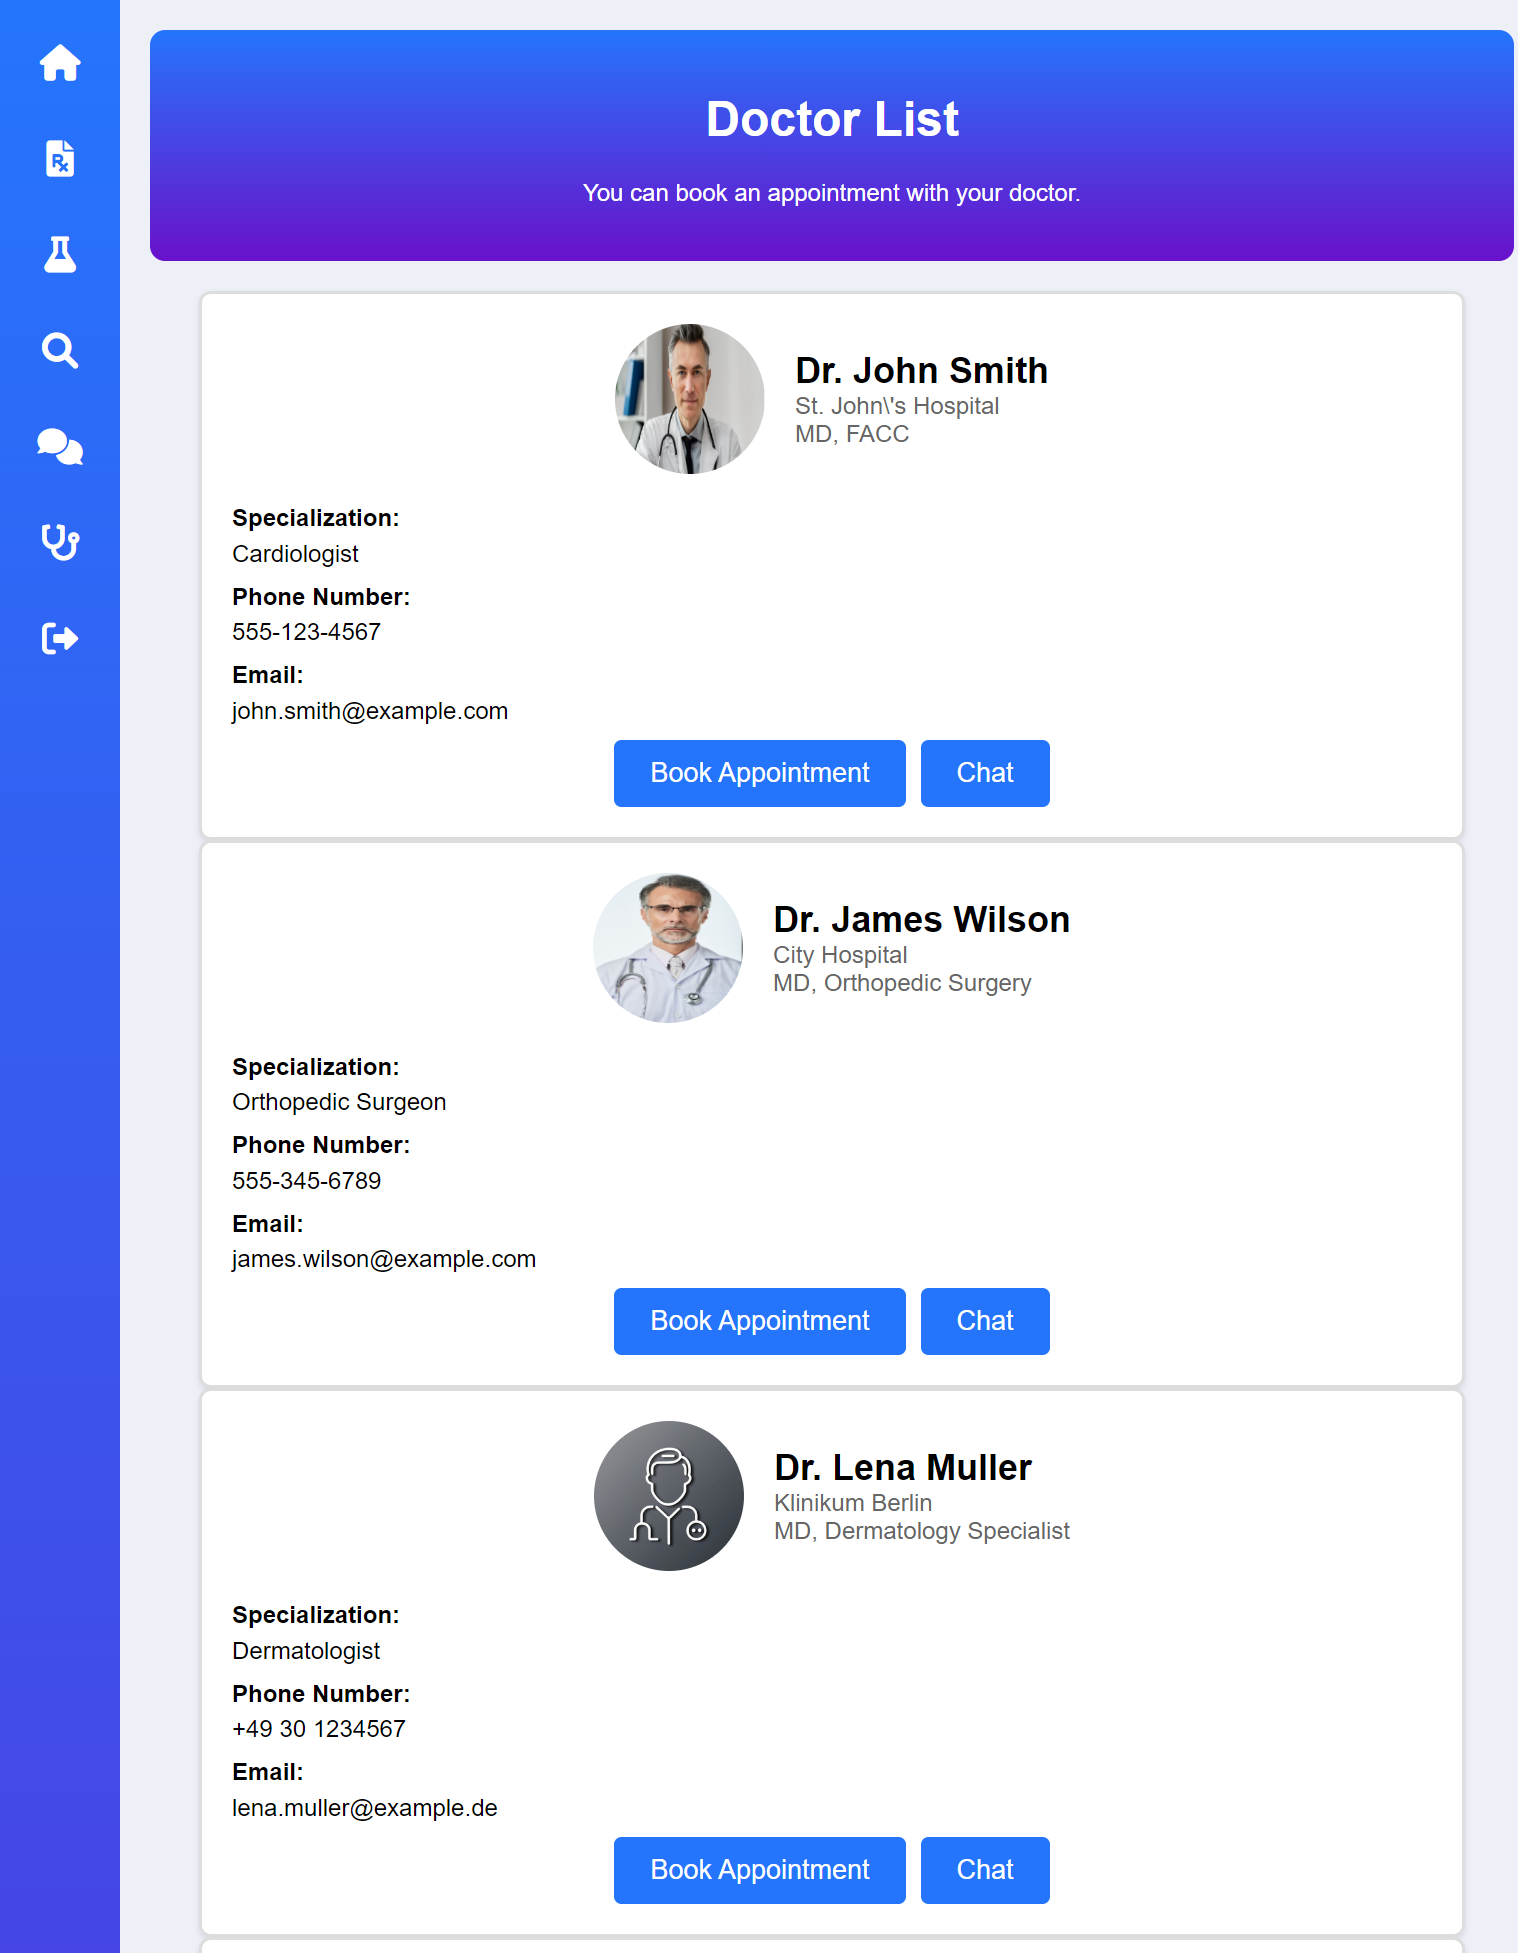 Doctor List
You can book an appointment with your doctor.
Dr. John Smith
St. John\'s Hospital
MD, FACC
Specialization:
Cardiologist
Phone Number:
555-123-4567
Email:
john.smith@example.com
Book Appointment Chat
Dr. James Wilson
City Hospital
MD, Orthopedic Surgery
Specialization:
Orthopedic Surgeon
Phone Number:
555-345-6789
Email:
james.wilson@example.com
Book Appointment Chat
Dr. Lena Muller
Klinikum Berlin
MD, Dermatology Specialist
Specialization:
Dermatologist
Phone Number:
+49 30 1234567
Email:
lena.muller@example.de
Book Appointment Chat